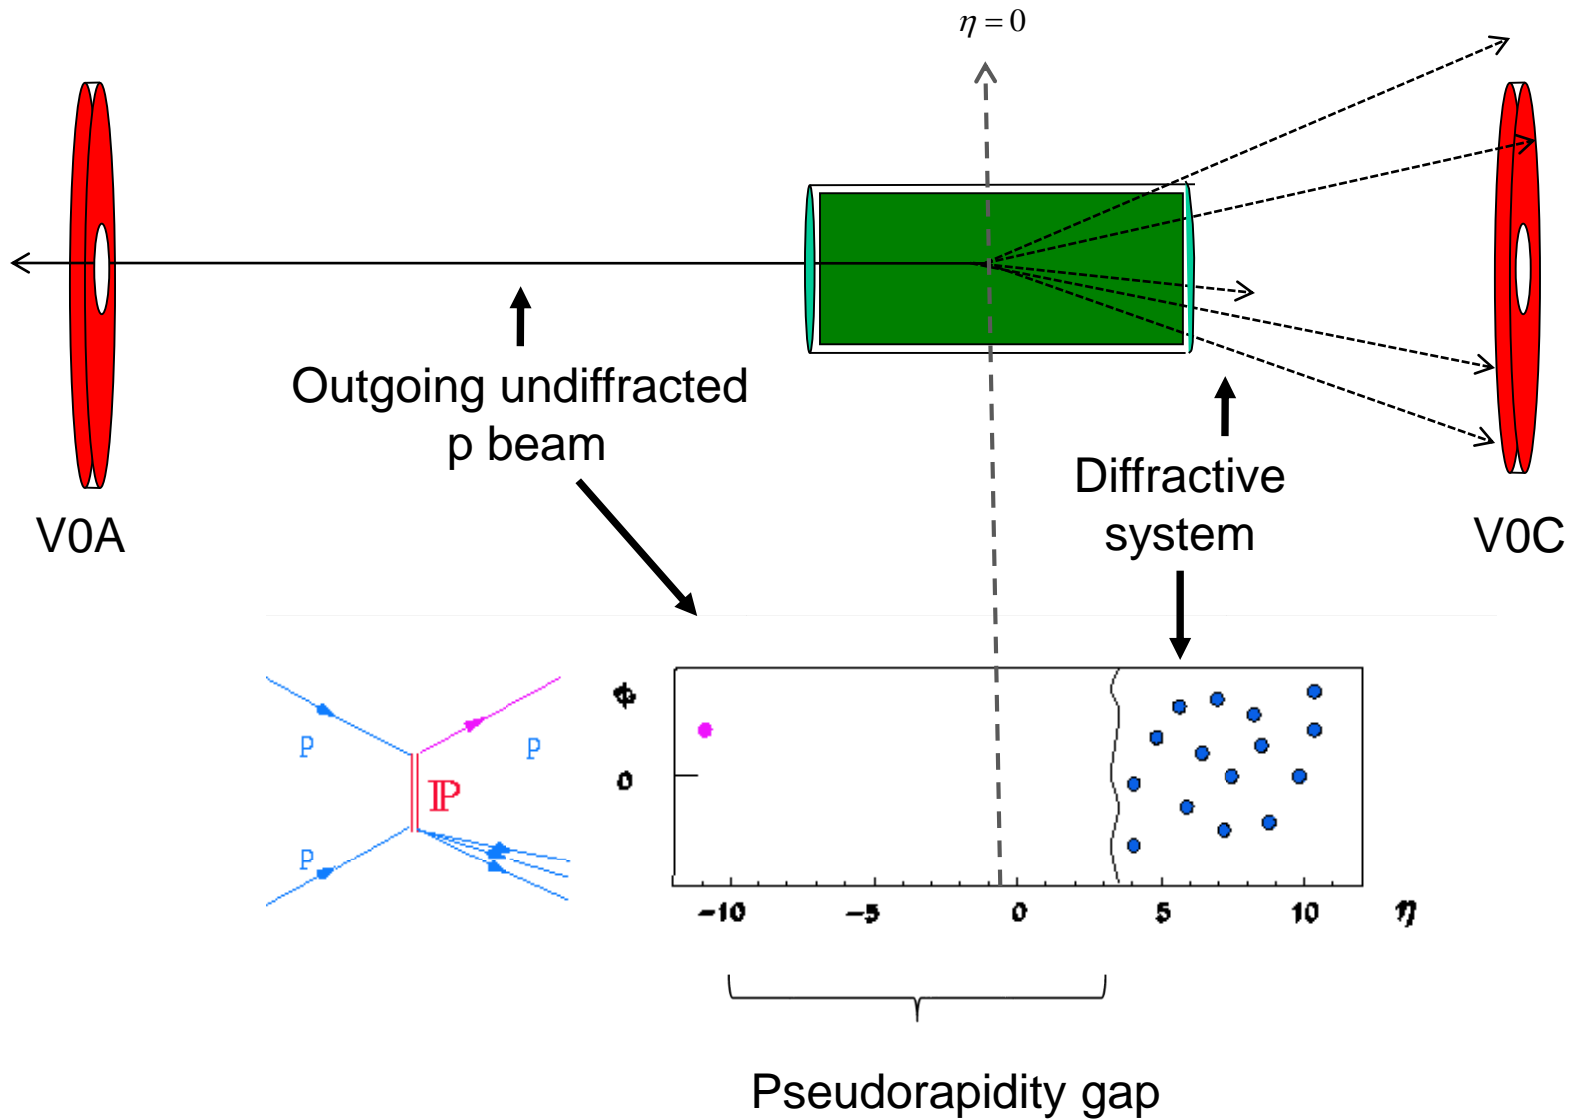 η = 0
Outgoing undiffracted
p beam
Diffractive
system
V0A
V0C
ϕ
P
P
0
ℙ
P
−10
−5
0
5
10
η
Pseudorapidity gap